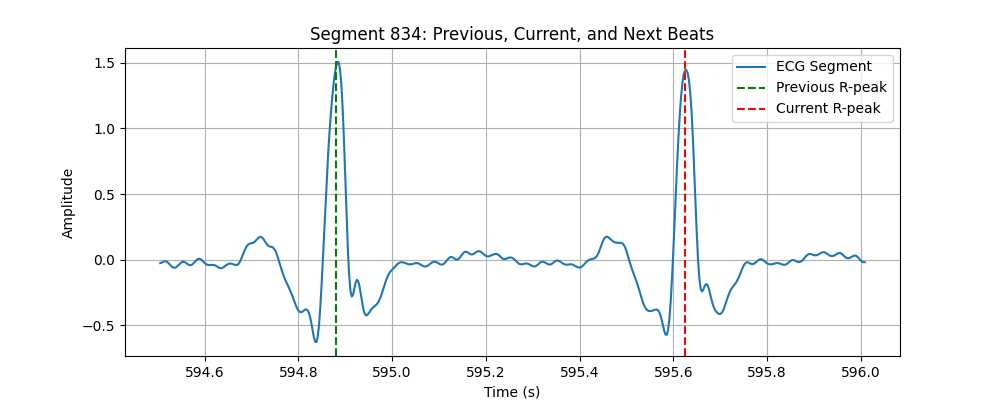 Segment 834: Previous, Current, and Next Beats
ECG Segment
Previous R-peak
Current R-peak
Amplitude
1.5
1.0
0.5
0.0
−0.5
594.6 594.8 595.0 595.2 595.4 595.6 595.8 596.0
Time (s)